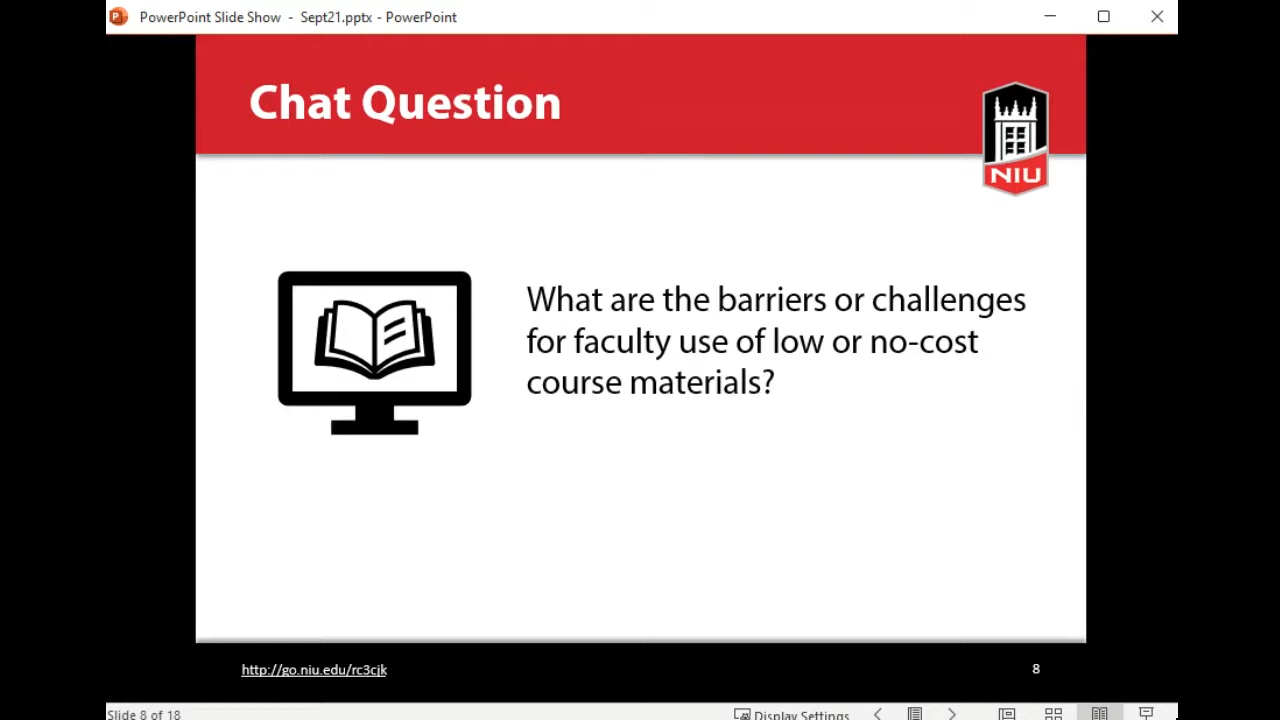 PowerPoint Slide Show - Sept21.pptx - PowerPoint
Chat Question
NIU
What are the barriers or challenges
for faculty use of low or no-cost
course materials?
http://go.niu.edu/rc3cjk
8
Slide 8 of 18
Display Settings